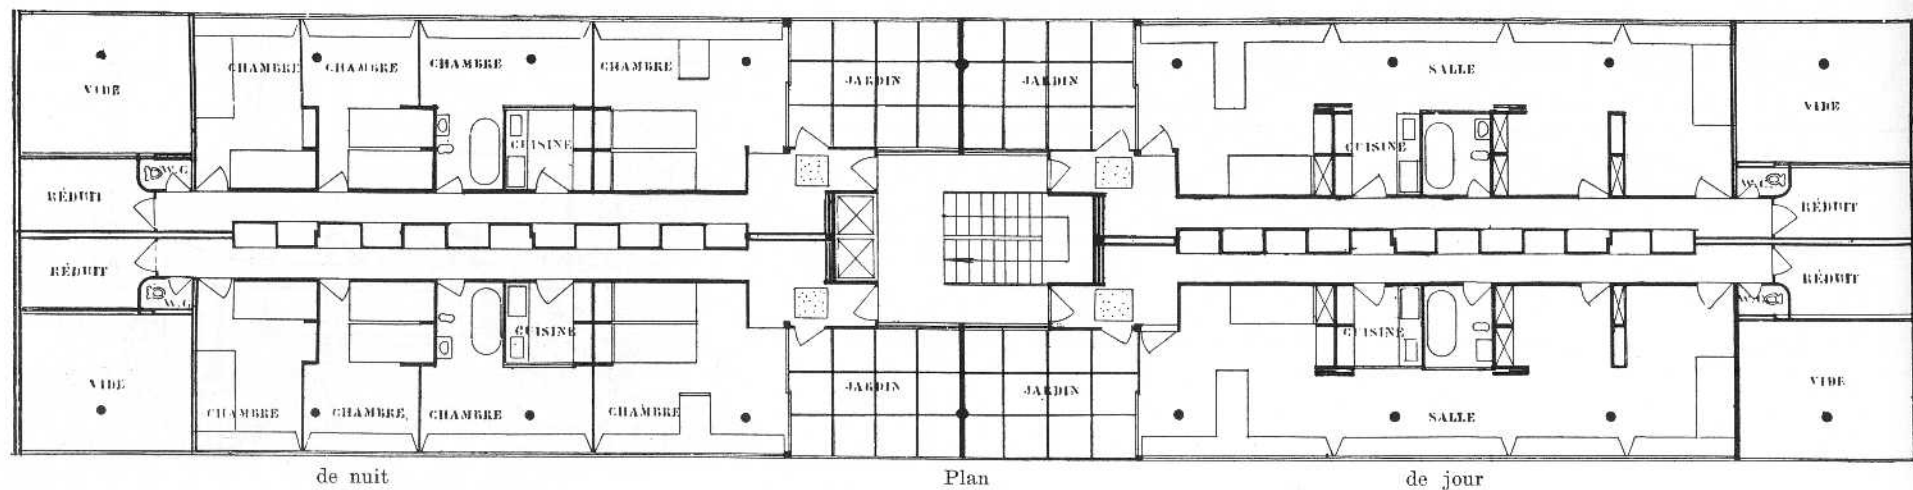 CHAMBRE CHAMBRE CHAMBRE CHAMBRE JARDIN JARDIN SALLE
VIDE VIDE
CUISINE CUISINE
W.C. W.C.
RÉDUIT RÉDUIT
RÉDUIT RÉDUIT
W.C. W.C.
CUISINE CUISINE
VIDE JARDIN JARDIN VIDE
CHAMBRE CHAMBRE CHAMBRE CHAMBRE SALLE
de nuit Plan de jour